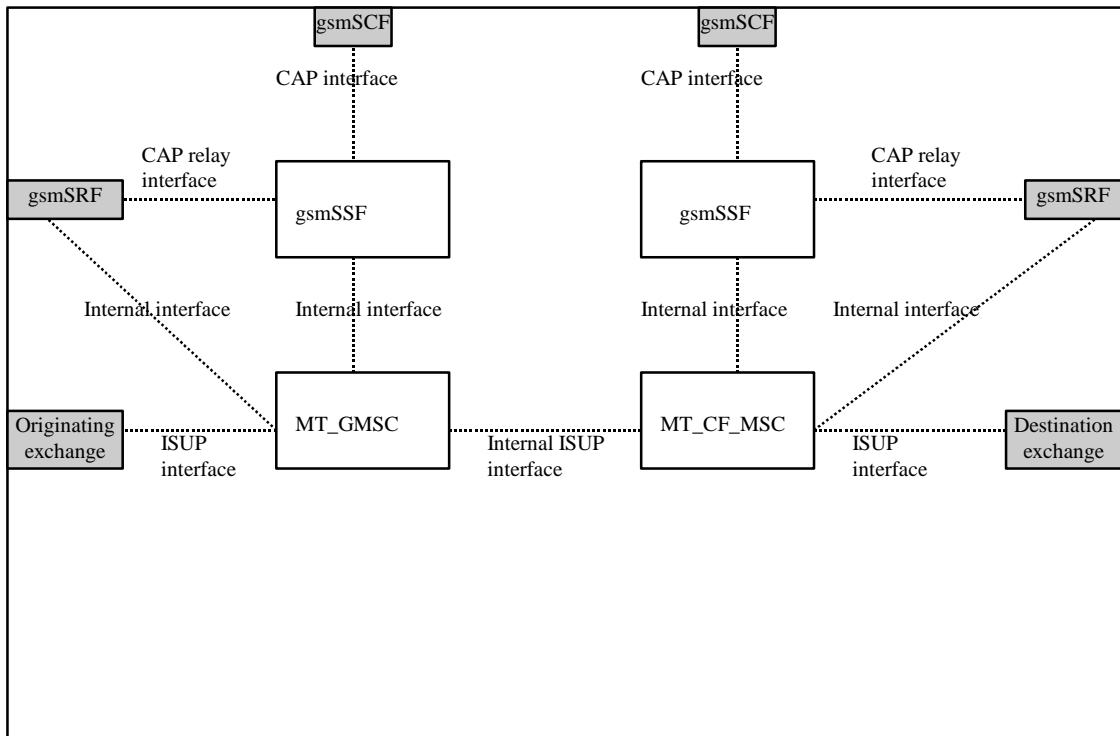 gsmSCF
gsmSCF
CAP interface
CAP interface
CAP relay
interface
CAP relay
interface
gsmSRF
gsmSSF
gsmSSF
gsmSRF
Internal interface
Internal interface
Internal interface
Internal interface
Originating
exchange
ISUP
interface
MT_GMSC
Internal ISUP
interface
MT_CF_MSC
ISUP
interface
Destination
exchange